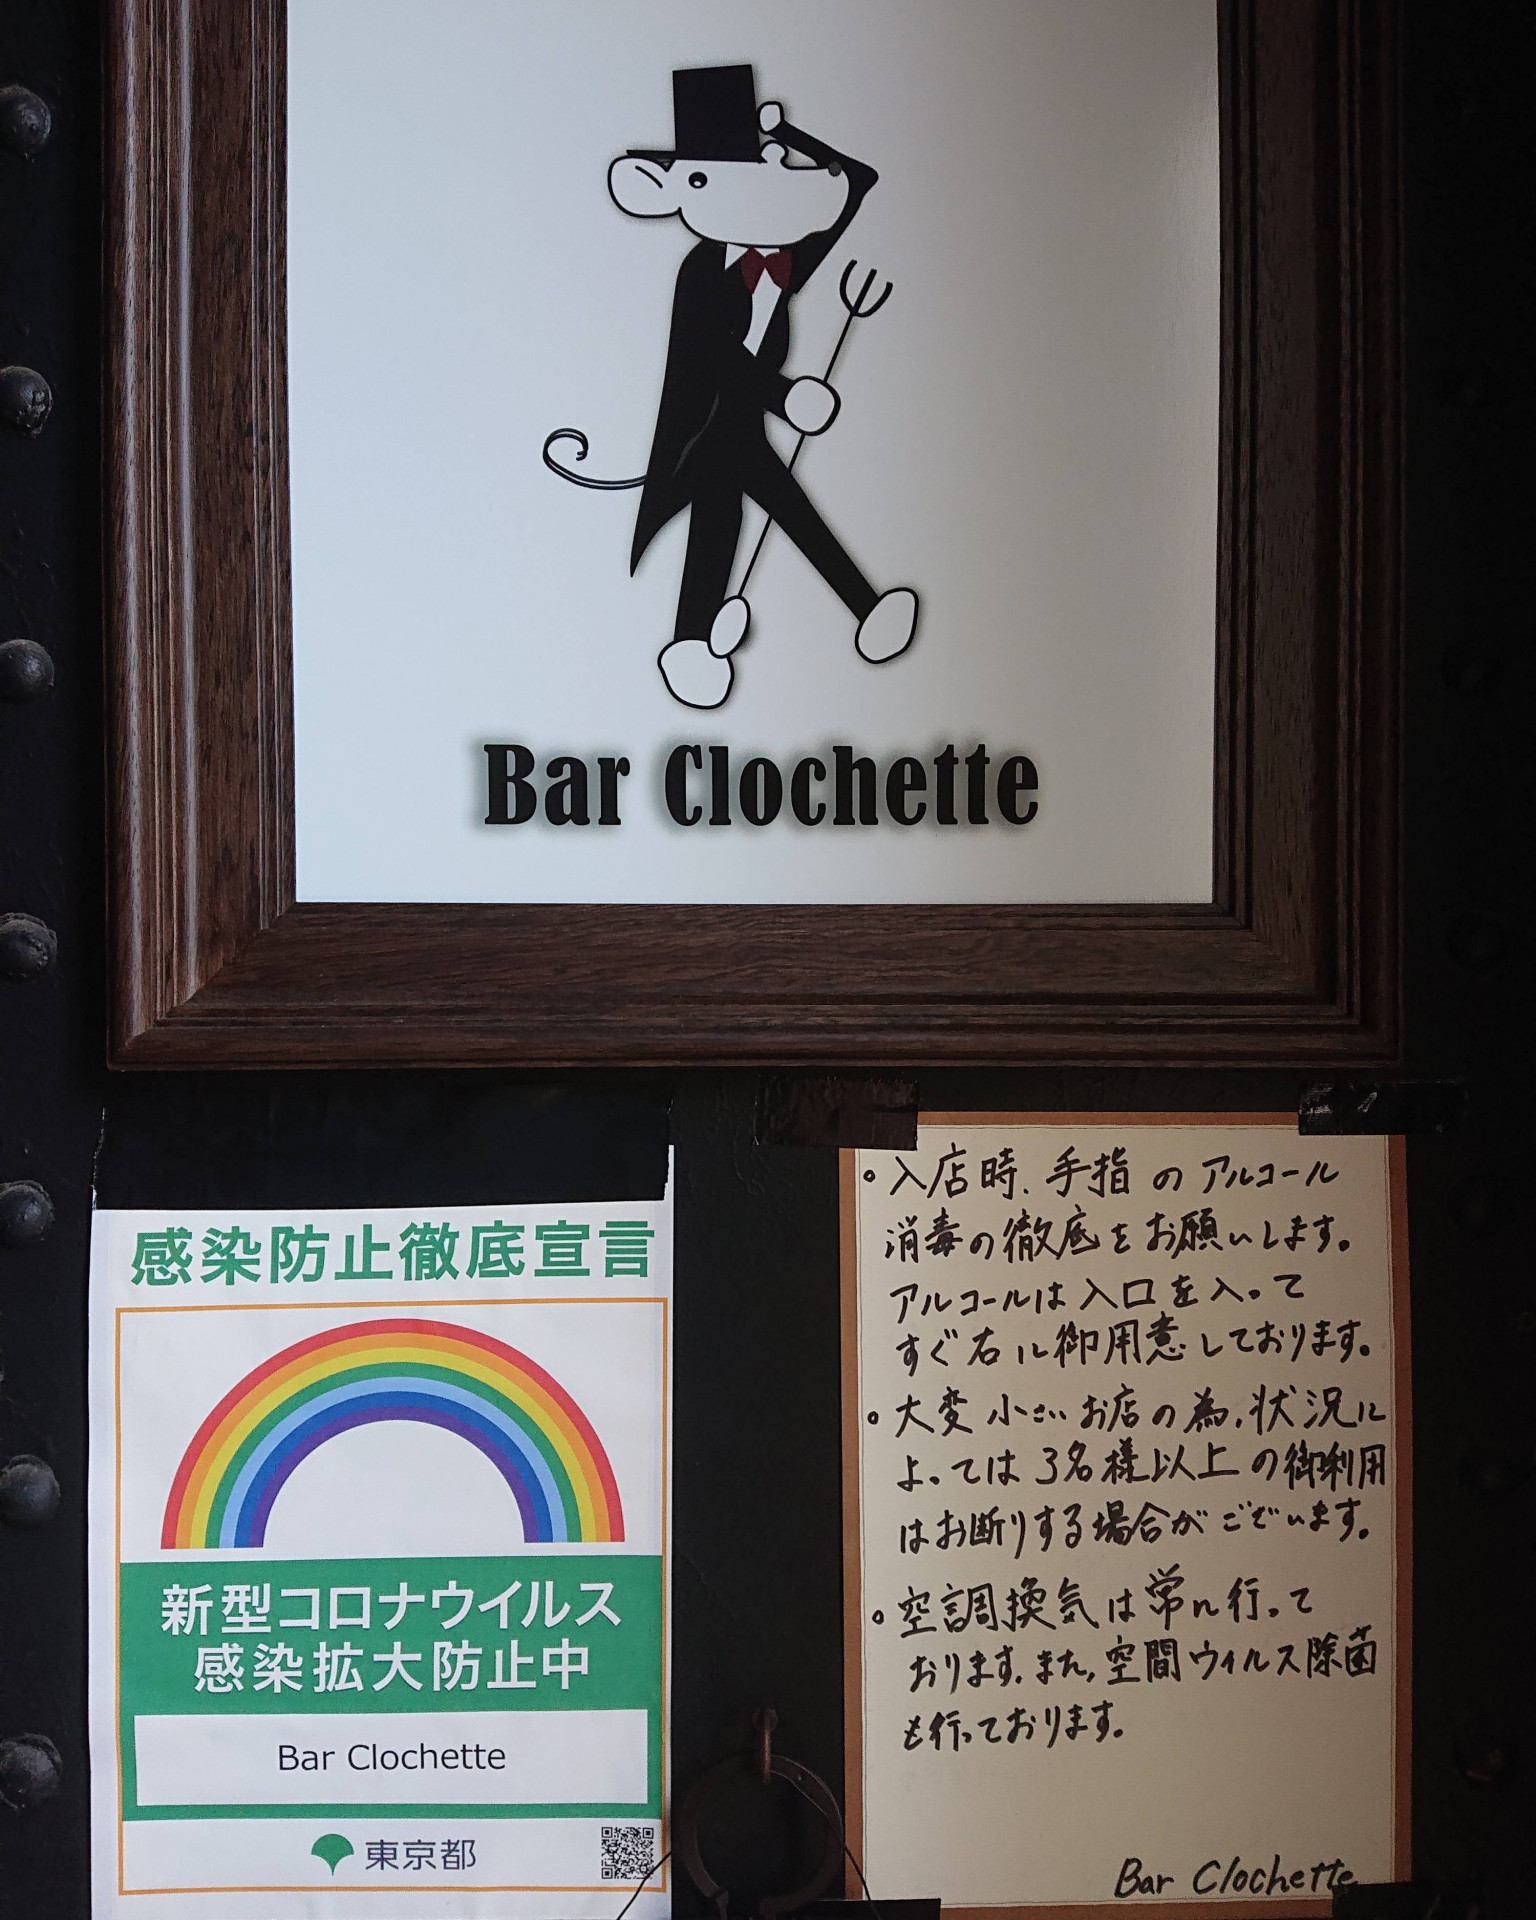 Bar Clochette
感染防止徹底宣言
新型コロナウイルス
感染拡大防止中
Bar Clochette
東京都
。入店時、手指のアルコール
消毒の徹底をお願いします。
アルコールは入口を入って
すぐ右に御用意しております。
。大変小さいお店の為、状況に
よっては3名様以上の御利用
はお断りする場合がございます。
。空調換気は常に行って
おります。また、空間ウィルス除菌
も行っております。
Bar Clochette